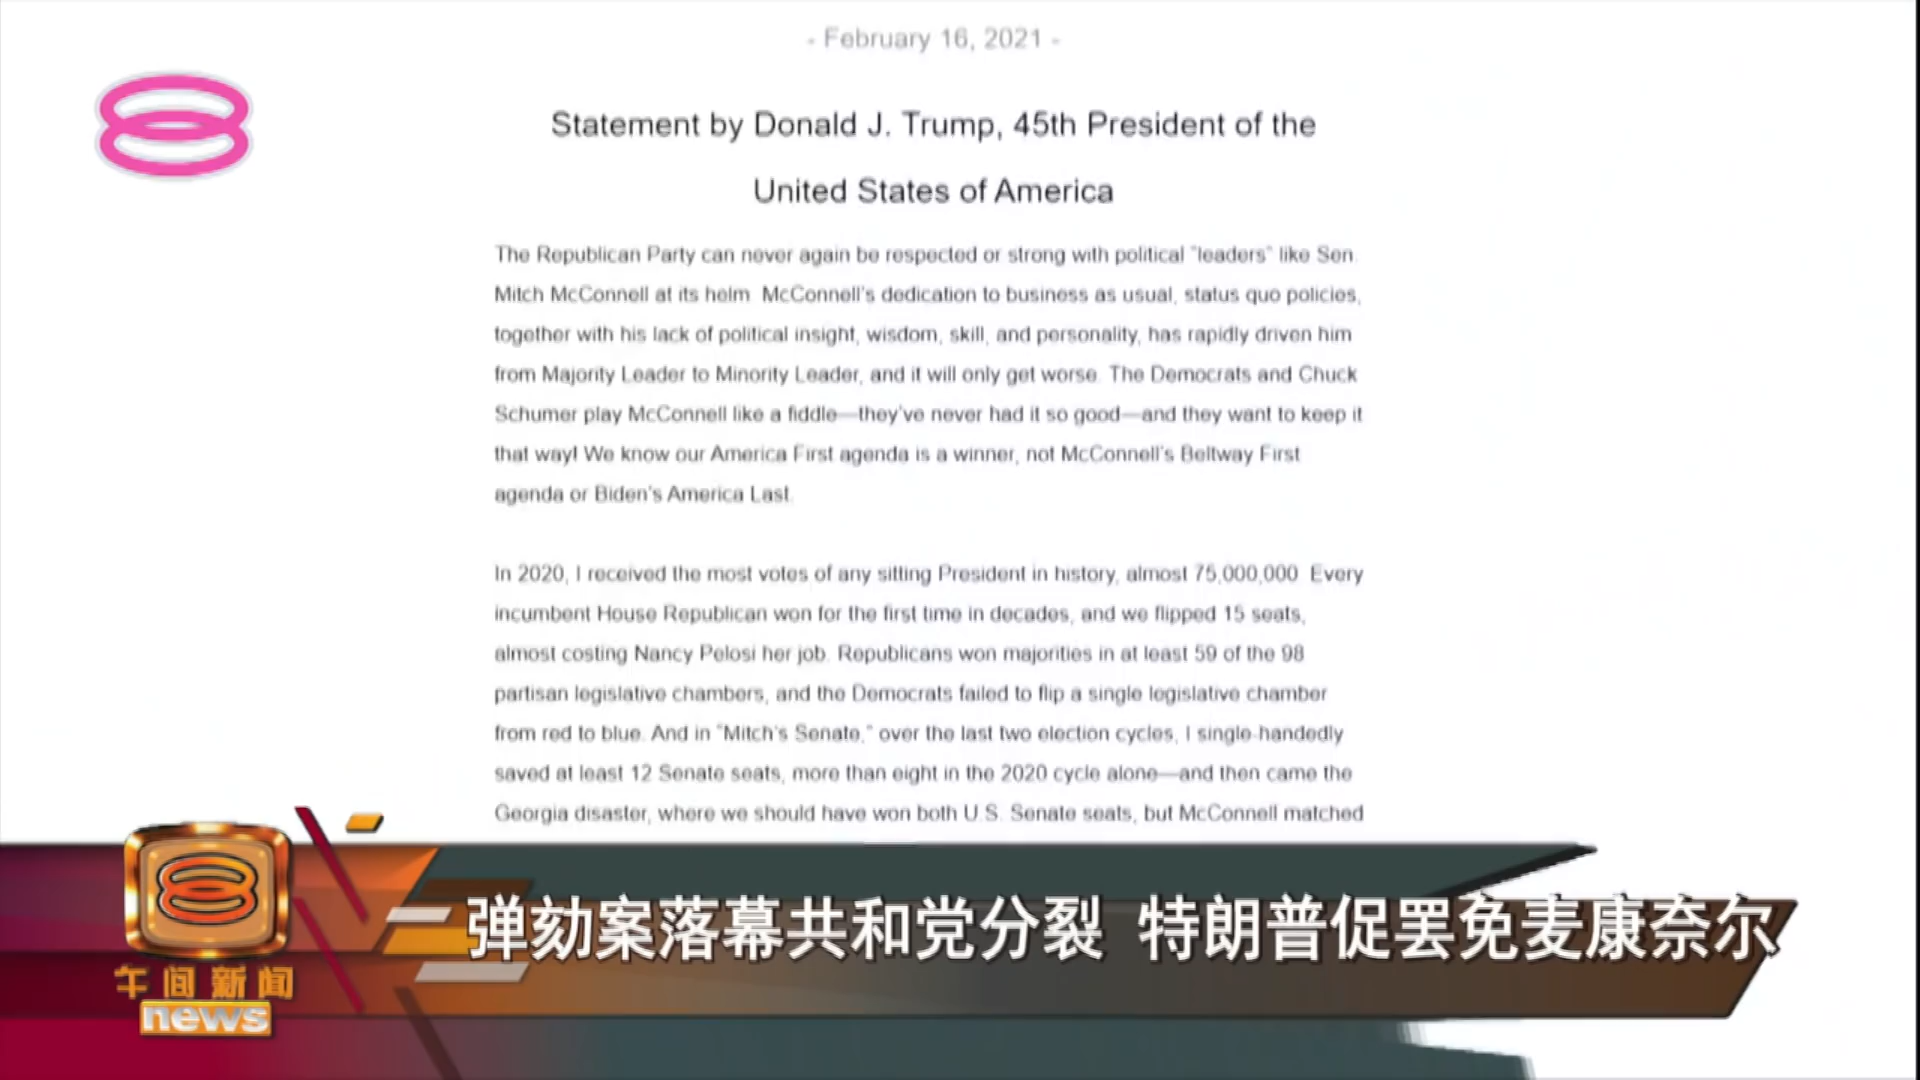 - February 16, 2021 -
Statement by Donald J. Trump, 45th President of the
United States of America
The Republican Party can never again be respected or strong with political "leaders" like Sen.
Mitch McConnell at its helm. McConnell's dedication to business as usual, status quo policies,
together with his lack of political insight, wisdom, skill, and personality, has rapidly driven him
from Majority Leader to Minority Leader, and it will only get worse. The Democrats and Chuck
Schumer play McConnell like a fiddle—they've never had it so good—and they want to keep it
that way! We know our America First agenda is a winner, not McConnell's Beltway First
agenda or Biden's America Last.
In 2020, I received the most votes of any sitting President in history, almost 75,000,000. Every
incumbent House Republican won for the first time in decades, and we flipped 15 seats,
almost costing Nancy Pelosi her job. Republicans won majorities in at least 59 of the 98
partisan legislative chambers, and the Democrats failed to flip a single legislative chamber
from red to blue. And in "Mitch's Senate," over the last two election cycles, I single-handedly
saved at least 12 Senate seats, more than eight in the 2020 cycle alone—and then came the
Georgia disaster, where we should have won both U.S. Senate seats, but McConnell matched
弹劾案落幕共和党分裂 特朗普促罢免麦康奈尔
午间新闻
news